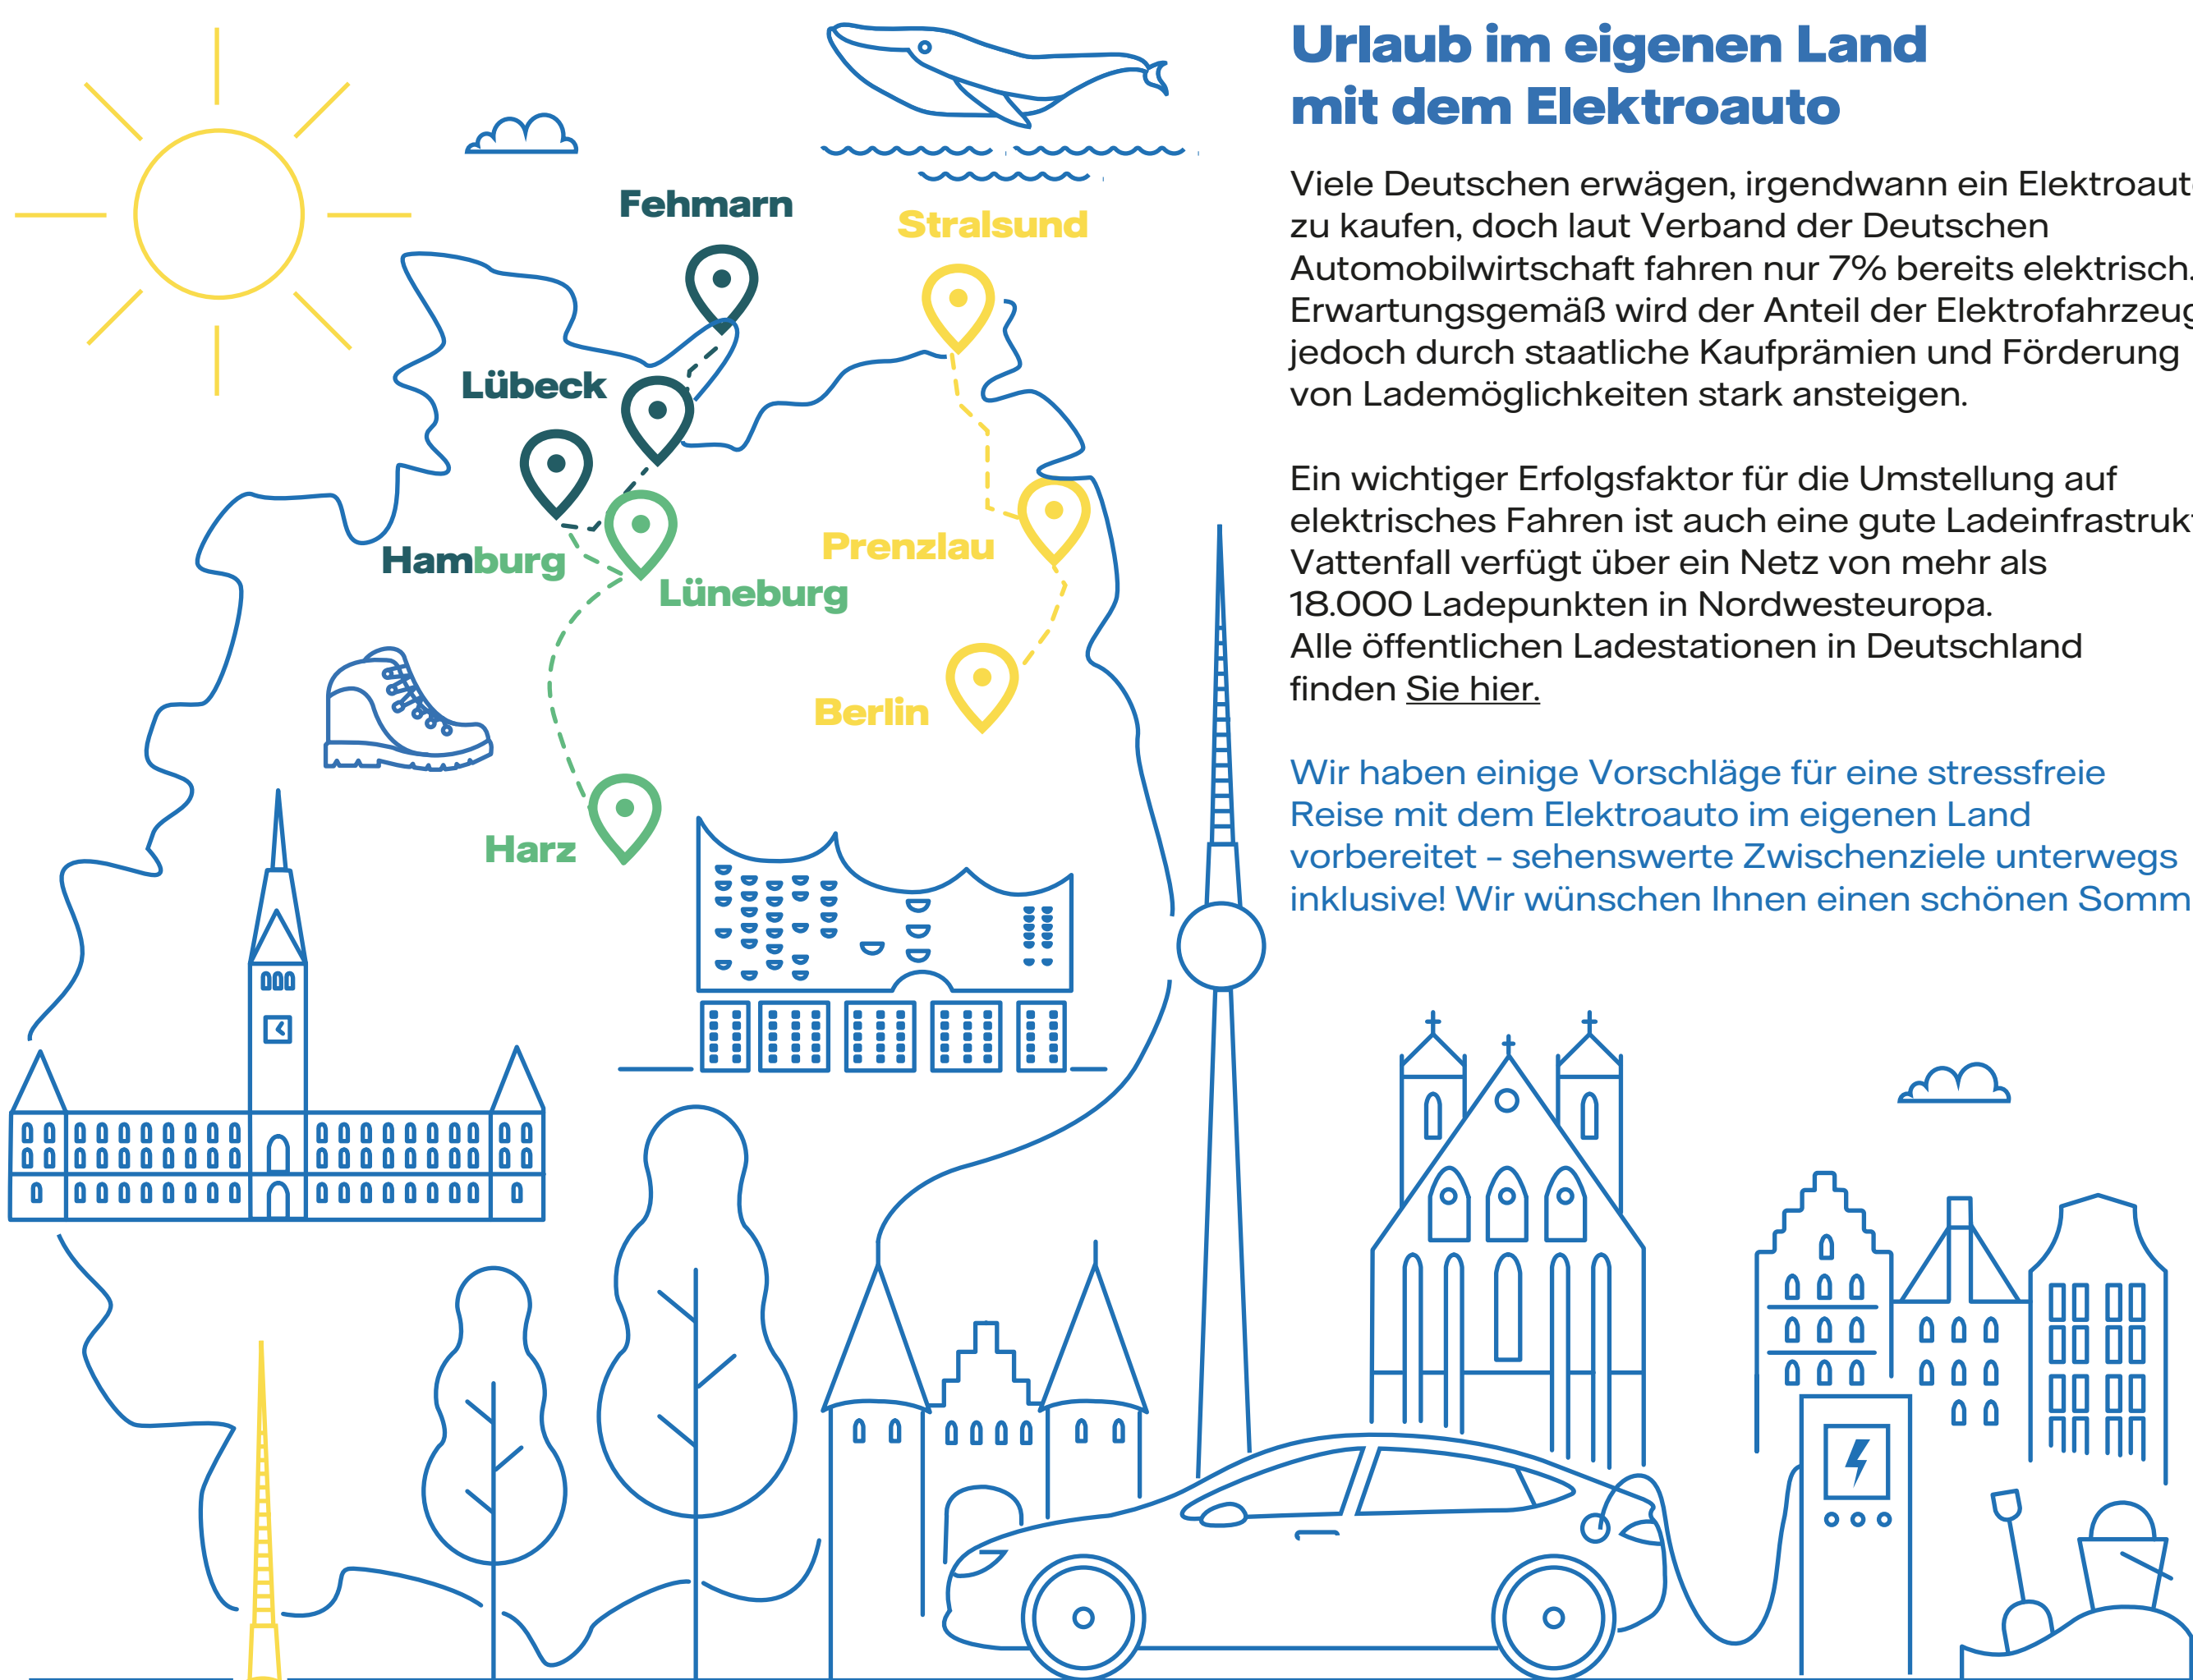 Urlaub im eigenen Land
mit dem Elektroauto
Viele Deutschen erwägen, irgendwann ein Elektroaut
zu kaufen, doch laut Verband der Deutschen
Automobilwirtschaft fahren nur 7% bereits elektrisch.
Erwartungsgemäß wird der Anteil der Elektrofahrzeug
jedoch durch staatliche Kaufprämien und Förderung
von Lademöglichkeiten stark ansteigen.
Ein wichtiger Erfolgsfaktor für die Umstellung auf
elektrisches Fahren ist auch eine gute Ladeinfrastruk
Vattenfall verfügt über ein Netz von mehr als
18.000 Ladepunkten in Nordwesteuropa.
Alle öffentlichen Ladestationen in Deutschland
finden Sie hier.
Wir haben einige Vorschläge für eine stressfreie
Reise mit dem Elektroauto im eigenen Land
vorbereitet – sehenswerte Zwischenziele unterwegs
inklusive! Wir wünschen Ihnen einen schönen Somm
Fehmarn
Stralsund
Lübeck
Hamburg
Prenzlau
Lüneburg
Berlin
Harz